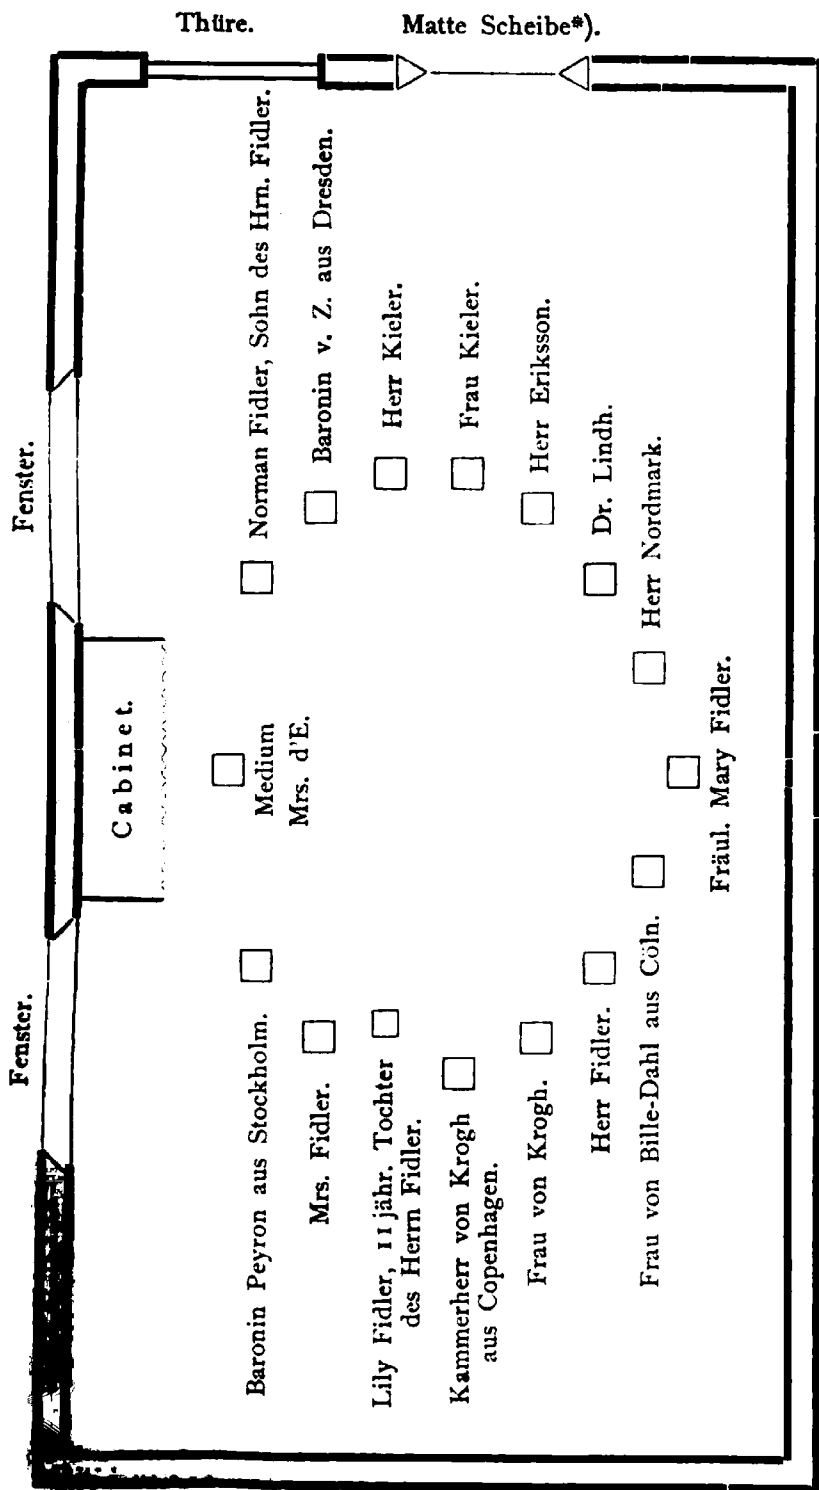 Thüre.
Matte Scheibe*).
Fenster.
Fenster.
Cabinet.
Medium
Mrs. d'E.
Norman Fidler, Sohn des Hrn. Fidler.
Baronin v. Z. aus Dresden.
Herr Kieler.
Frau Kieler.
Herr Eriksson.
Dr. Lindh.
Herr Nordmark.
Fräul. Mary Fidler.
Frau von Bille-Dahl aus Cöln.
Herr Fidler.
Frau von Krogh.
Kammerherr von Krogh
aus Copenhagen.
Lily Fidler, 11 jähr. Tochter
des Herrn Fidler.
Mrs. Fidler.
Baronin Peyron aus Stockholm.